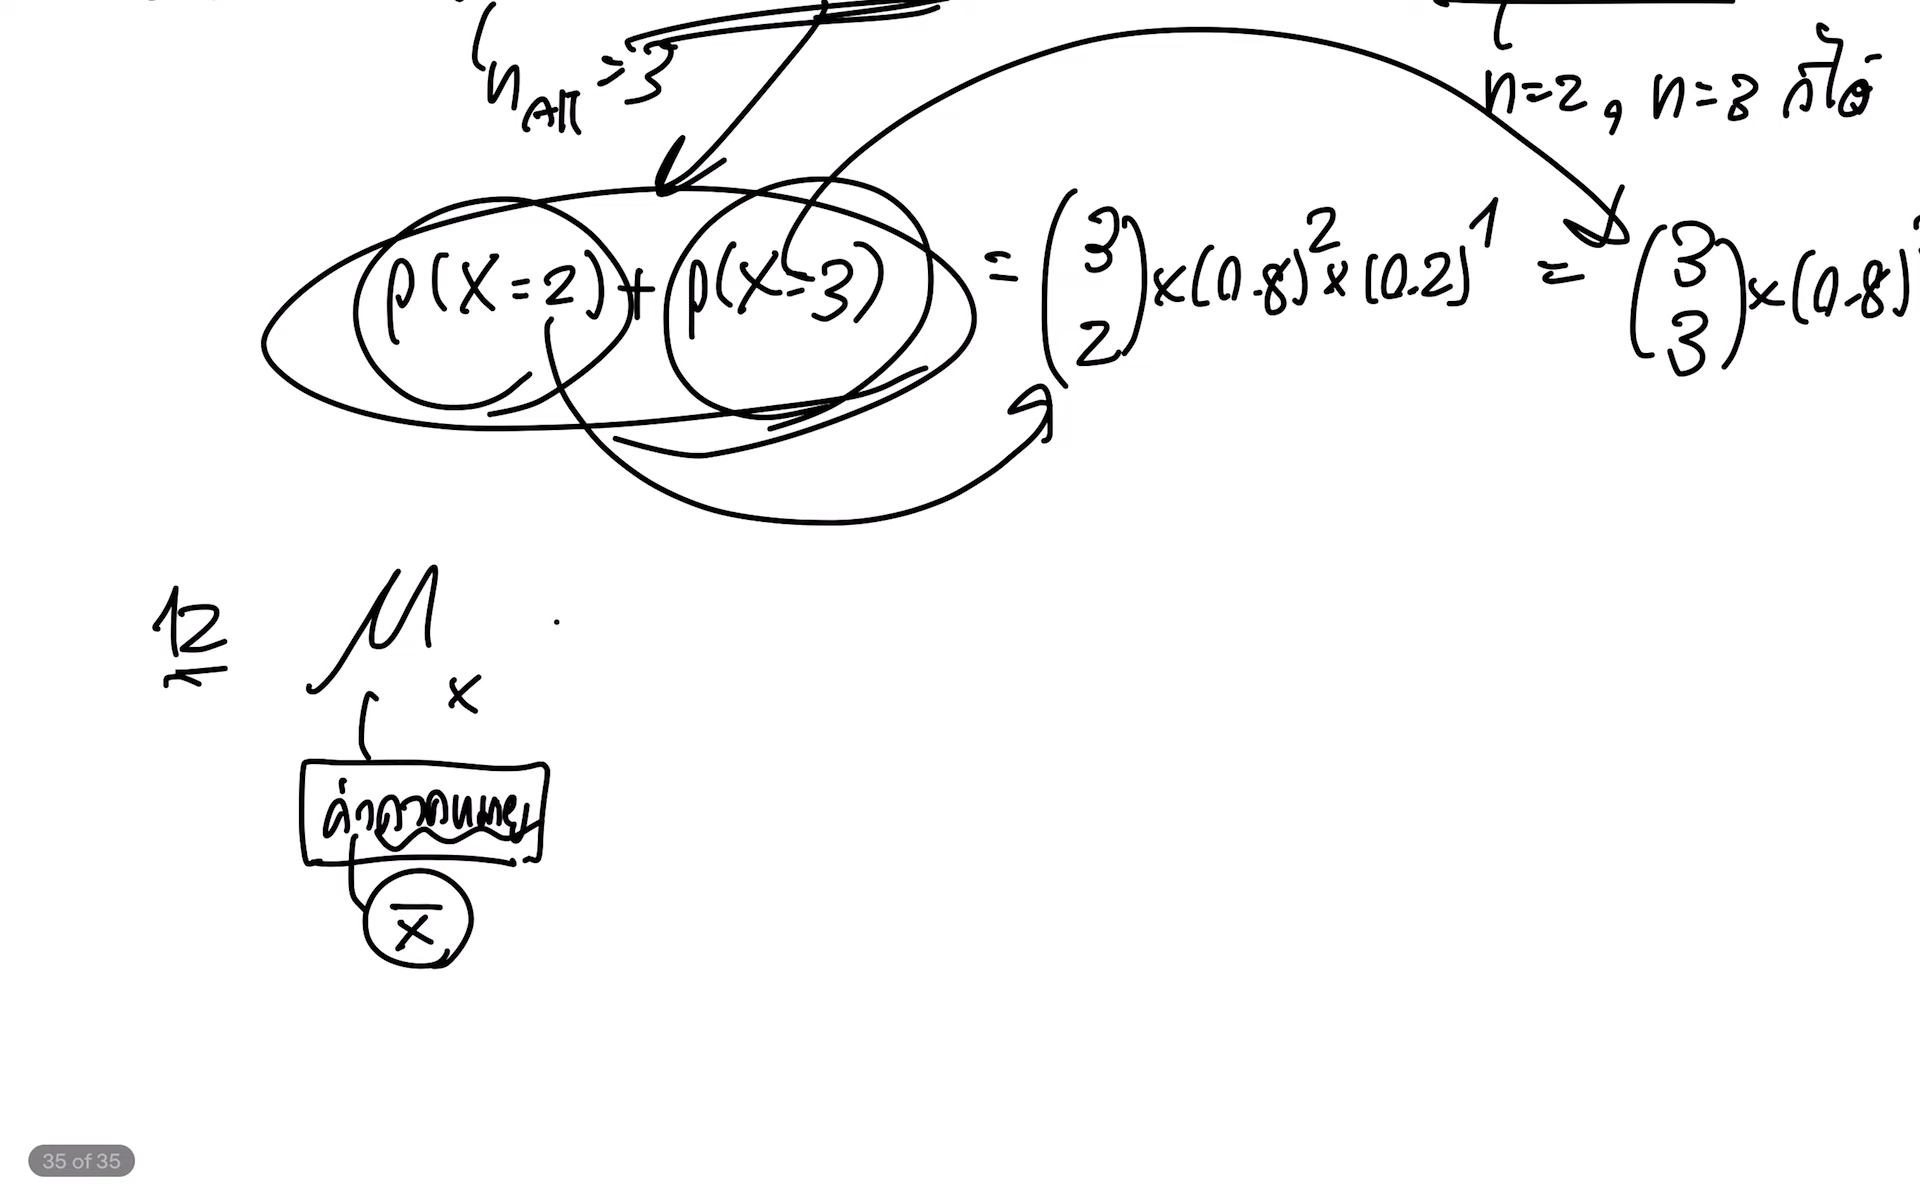 n_All = 3
n=2, n=3 ก็ได้
P(X=2) + P(X=3) = (3 2) x (0.8)² x (0.2)¹ = (3 3) x (0.8)
12 μ_x
ค่าคาดหมาย
x̄
35 of 35